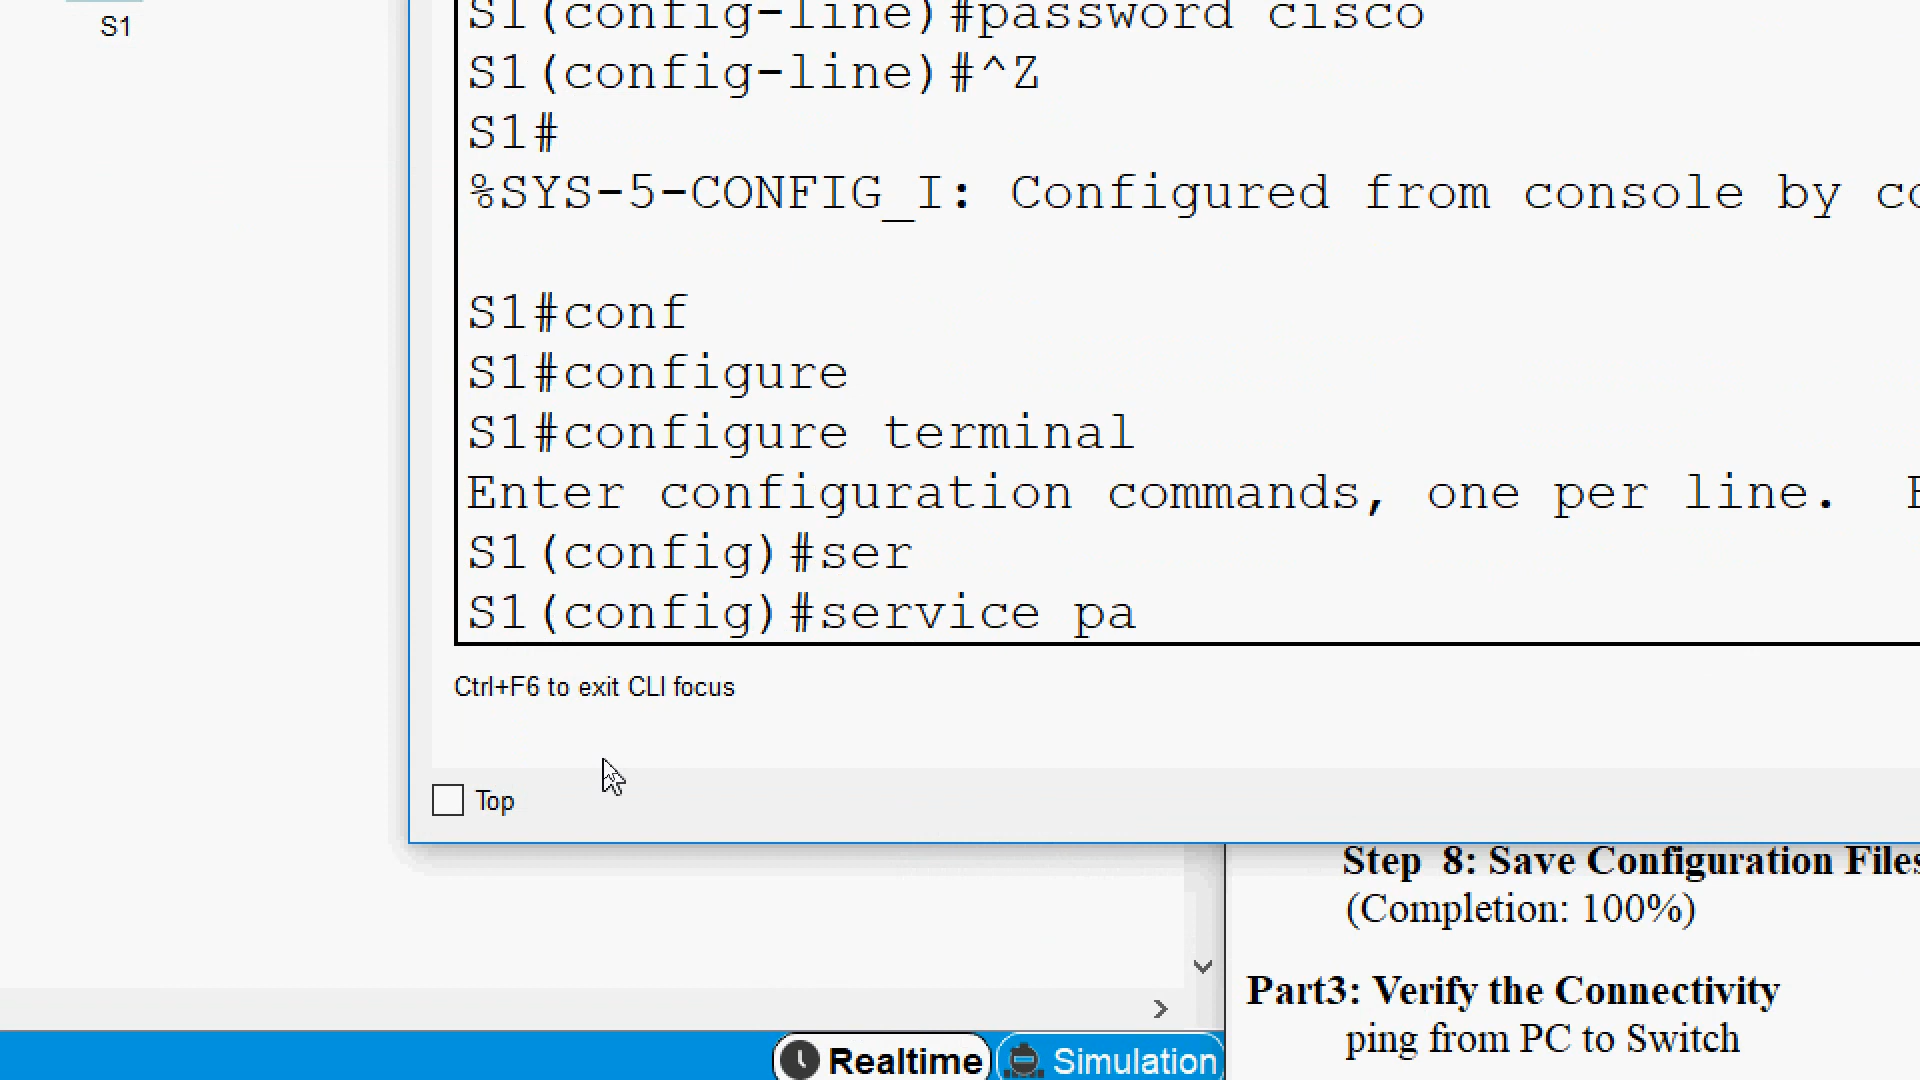 S1
S1(config-line)#password cisco
S1(config-line)#^Z
S1#
%SYS-5-CONFIG_I: Configured from console by
S1#conf
S1#configure
S1#configure terminal
Enter configuration commands, one per line.
S1(config)#ser
S1(config)#service pa
Ctrl+F6 to exit CLI focus
Top
Step 8: Save Configuration Files
(Completion: 100%)
Part3: Verify the Connectivity
ping from PC to Switch
Realtime
Simulation